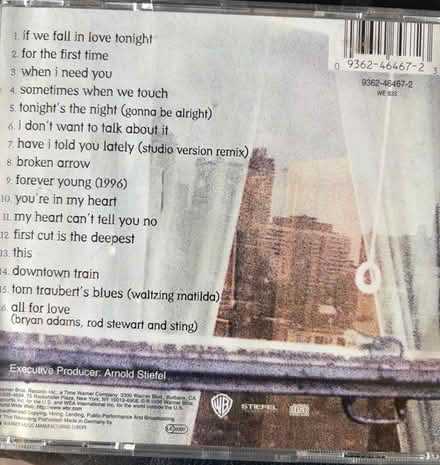 1. if we fall in love tonight
2. for the first time
3. when i need you
4. sometimes when we touch
5. tonight's the night (gonna be alright)
6. i don't want to talk about it
7. have i told you lately (studio version remix)
8. broken arrow
9. forever young (1996)
10. you're in my heart
11. my heart can't tell you no
12. first cut is the deepest
13. this
14. downtown train
15. tom traubert's blues (waltzing matilda)
6. all for love
(bryan adams, rod stewart and sting)
0 9362-46467-2 3
9362-46467-2
WE 833
Executive Producer: Arnold Stiefel
STIEFEL